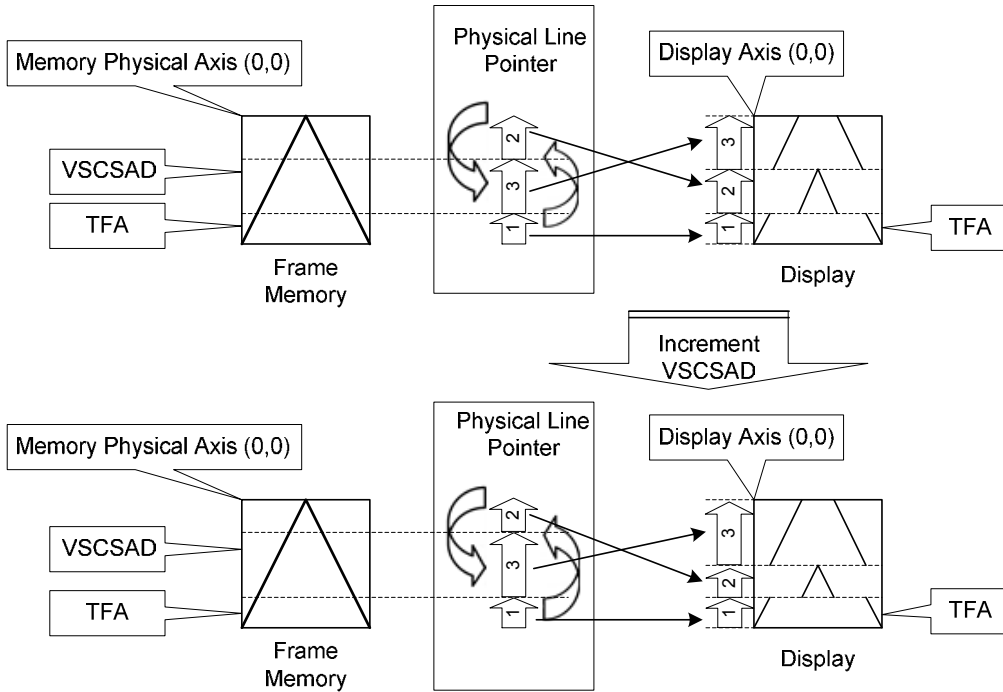 Physical Line
Pointer
Memory Physical Axis (0,0)
Display Axis (0,0)
VSCSAD
TFA
2
3
1
3
2
1
TFA
Frame
Memory
Display
Increment
VSCSAD
Physical Line
Pointer
Memory Physical Axis (0,0)
Display Axis (0,0)
VSCSAD
TFA
2
3
1
3
2
1
TFA
Frame
Memory
Display